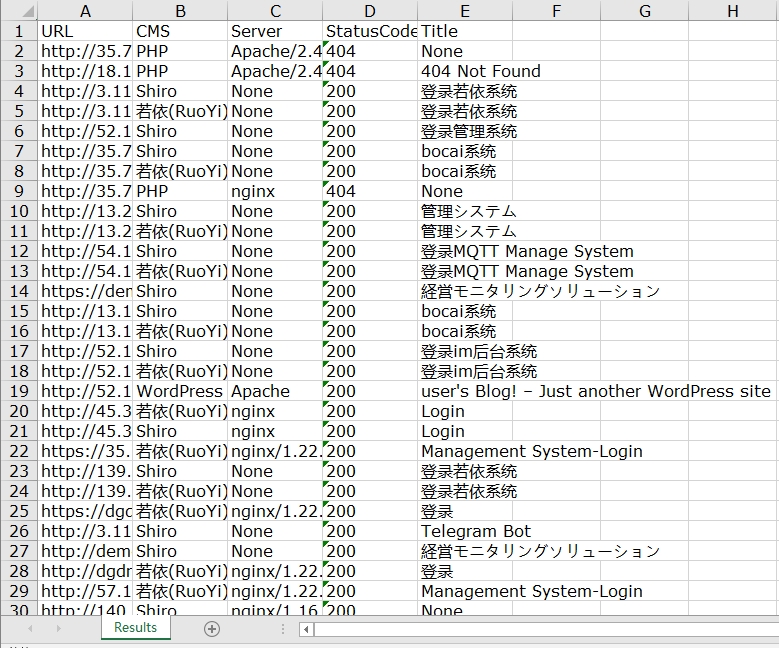 A B C D E F G H
1 URL CMS Server StatusCode Title
2 http://35.7 PHP Apache/2.4 404 None
3 http://18.1 PHP Apache/2.4 404 404 Not Found
4 http://3.11 Shiro None 200 登录若依系统
5 http://3.11 若依(RuoYi) None 200 登录若依系统
6 http://52.1 Shiro None 200 登录管理系统
7 http://35.7 Shiro None 200 bocai系统
8 http://35.7 若依(RuoYi) None 200 bocai系统
9 http://35.7 PHP nginx 404 None
10 http://13.2 Shiro None 200 管理システム
11 http://13.2 若依(RuoYi) None 200 管理システム
12 http://54.1 Shiro None 200 登录MQTT Manage System
13 http://54.1 若依(RuoYi) None 200 登录MQTT Manage System
14 https://den Shiro None 200 経営モニタリングソリューション
15 http://13.1 Shiro None 200 bocai系统
16 http://13.1 若依(RuoYi) None 200 bocai系统
17 http://52.1 Shiro None 200 登录im后台系统
18 http://52.1 若依(RuoYi) None 200 登录im后台系统
19 http://52.1 WordPress Apache 200 user's Blog! – Just another WordPress site
20 http://45.3 若依(RuoYi) nginx 200 Login
21 http://45.3 Shiro nginx 200 Login
22 https://35. 若依(RuoYi) nginx/1.22. 200 Management System-Login
23 http://139. Shiro None 200 登录若依系统
24 http://139. 若依(RuoYi) None 200 登录若依系统
25 https://dgd 若依(RuoYi) nginx/1.22. 200 登录
26 http://3.11 Shiro None 200 Telegram Bot
27 http://dem Shiro None 200 経営モニタリングソリューション
28 http://dgdr 若依(RuoYi) nginx/1.22. 200 登录
29 http://57.1 若依(RuoYi) nginx/1.22. 200 Management System-Login
30 http://140 Shiro nginx/1.16 200 None
Results